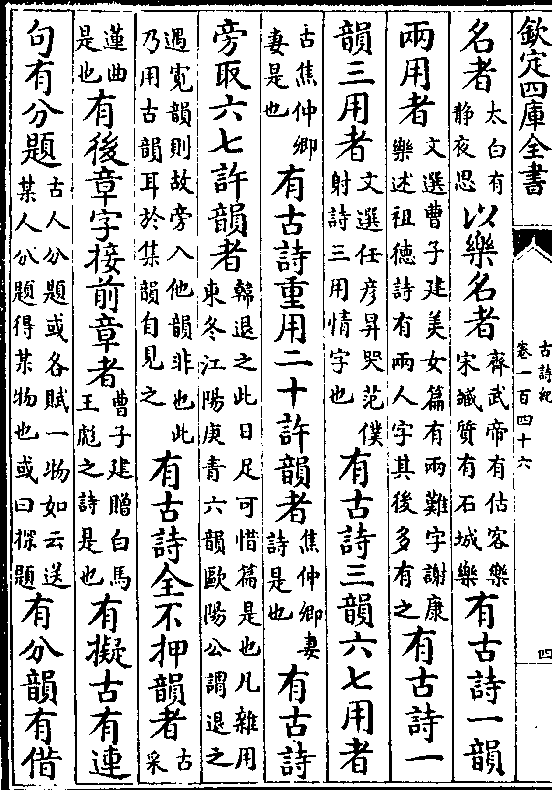 欽定四庫全書
古詩紀
卷一百四十六
四
名者太白有靜夜思以樂名者齊武帝有估客樂宋臧質有石城樂有古詩一韻
兩用者文選曹子建美女篇有兩難字謝康樂述祖徳詩有兩人字其後多有之有古詩一
韻三用者文選任彥昇哭范僕射詩三用情字也有古詩三韻六七用者
古焦仲卿妻是也有古詩重用二十許韻者焦仲卿妻詩是也有古詩
旁取六七許韻者韓退之此日足可惜篇是也凡雜用東冬江陽庚青六韻歐陽公謂退之
遇寛韻則故旁入他韻非也此乃用古韻耳於集韻自見之有古詩全不押韻者古采
蓮曲是也有後章字接前章者曹子建贈白馬王彪之詩是也有擬古有連
句有分題古人分題或各賦一物如云送某人分題得某物也或曰探題有分韻有借